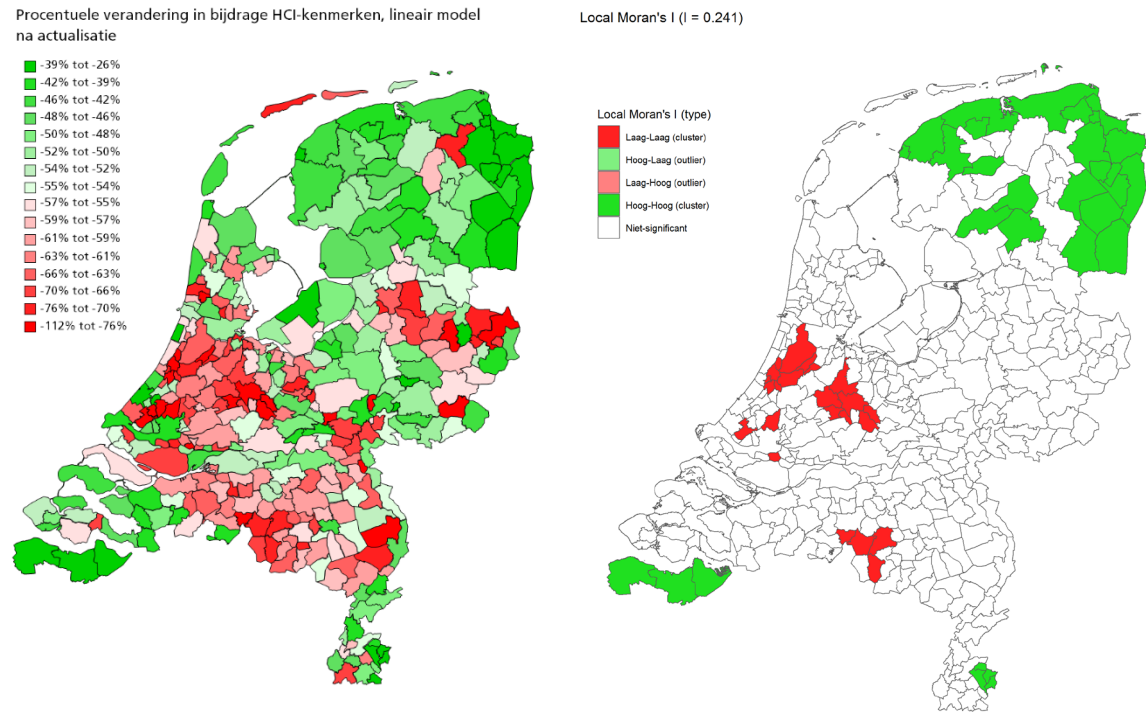 Procentuele verandering in bijdrage HCI-kenmerken, lineair model
na actualisatie
-39% tot -26%
-42% tot -39%
-46% tot -42%
-48% tot -46%
-50% tot -48%
-52% tot -50%
-54% tot -52%
-55% tot -54%
-57% tot -55%
-59% tot -57%
-61% tot -59%
-63% tot -61%
-66% tot -63%
-70% tot -66%
-76% tot -70%
-112% tot -76%
Local Moran's I (I = 0.241)
Local Moran's I (type)
Laag-Laag (cluster)
Hoog-Laag (outlier)
Laag-Hoog (outlier)
Hoog-Hoog (cluster)
Niet-significant